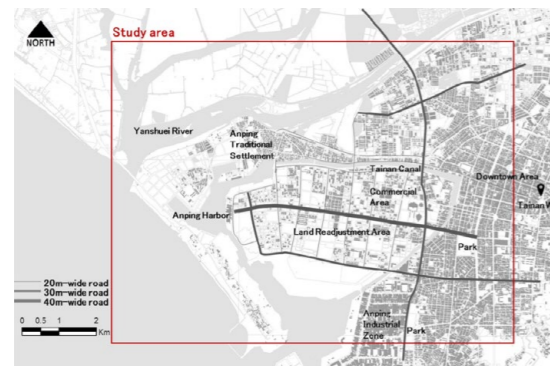 Study area
NORTH
Yanshuei River
Anping
Traditional
Settlement
Tainan Canal
Downtown Area
Commercial
Area
Tainan W
Anping Harbor
Land Readjustment Area
Park
20m-wide road
30m-wide road
40m-wide road
Anping
Industrial
Zone
Park
0 0.5 1 2
Km